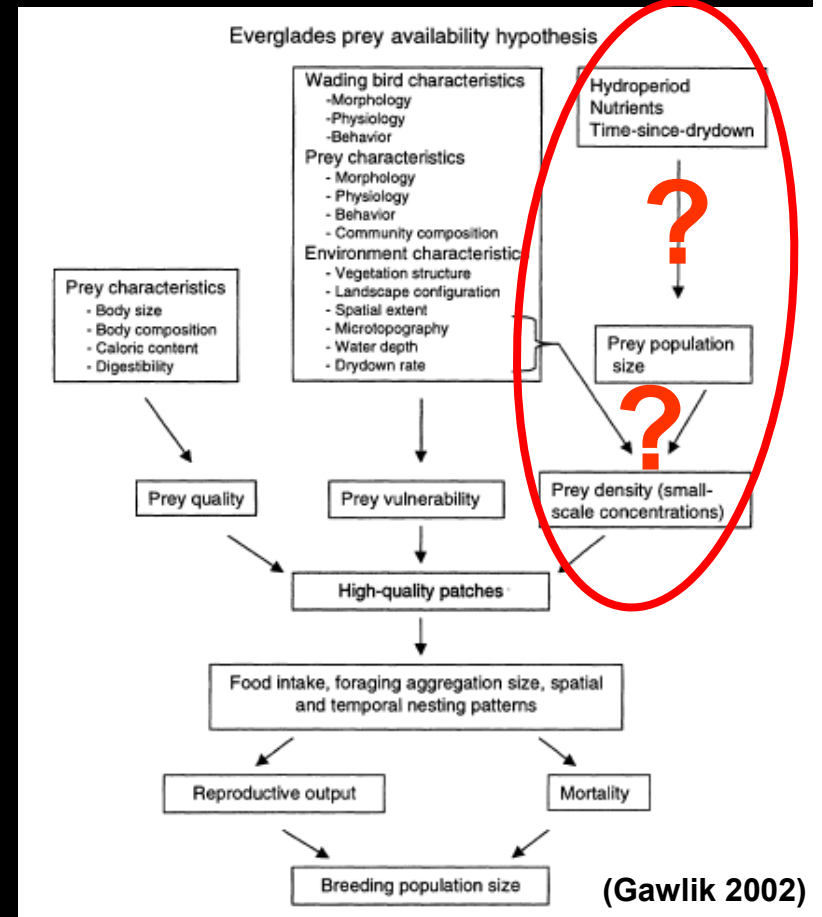 Everglades prey availability hypothesis
Wading bird characteristics
-Morphology
-Physiology
-Behavior
Prey characteristics
- Morphology
- Physiology
- Behavior
- Community composition
Environment characteristics
- Vegetation structure
- Landscape configuration
- Spatial extent
- Microtopography
- Water depth
- Drydown rate
Hydroperiod
Nutrients
Time-since-drydown
?
Prey characteristics
- Body size
- Body composition
- Caloric content
- Digestibility
Prey population
size
?
Prey quality
Prey vulnerability
Prey density (small-
scale concentrations)
High-quality patches
Food intake, foraging aggregation size, spatial
and temporal nesting patterns
Reproductive output
Mortality
Breeding population size
(Gawlik 2002)